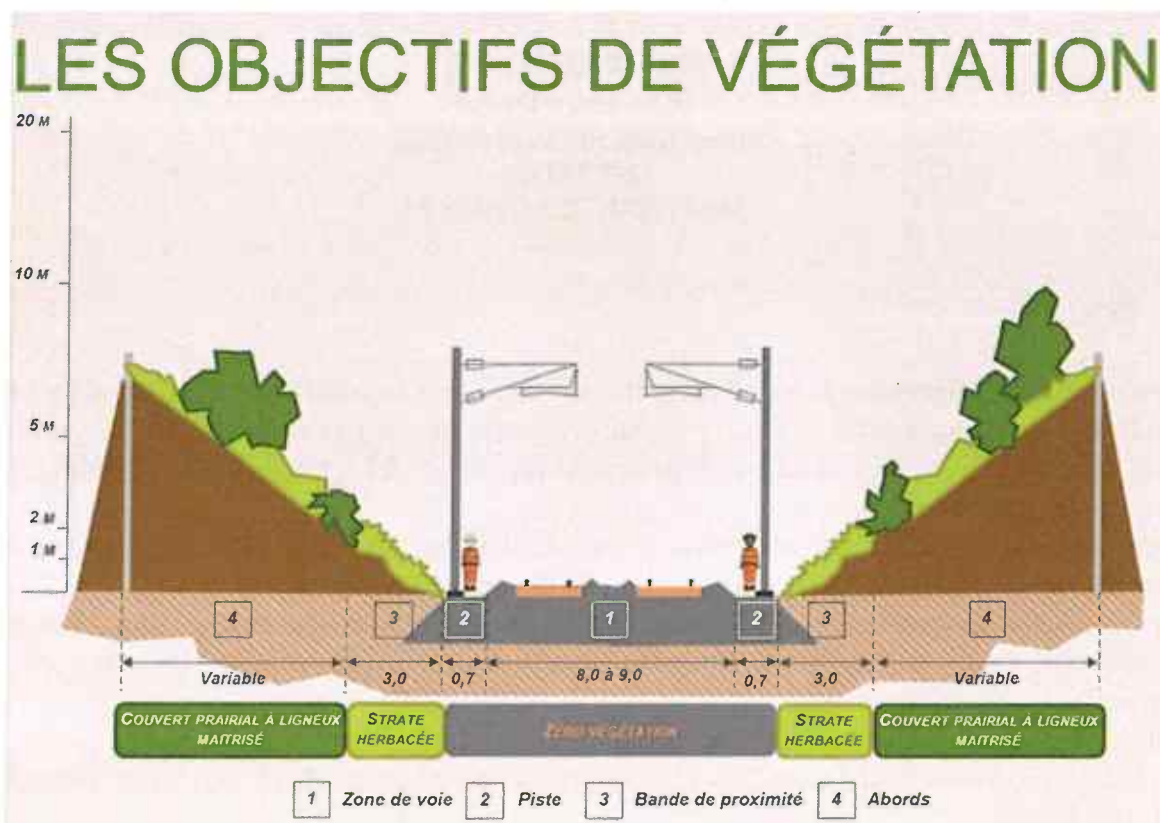 LES OBJECTIFS DE VÉGÉTATION
20 M
10 M
5 M
2 M
1 M
4 3 2 1 2 3 4
Variable 3,0 0,7 8,0 à 9,0 0,7 3,0 Variable
COUVERT PRAIRIAL À LIGNEUX
MAITRISÉ
STRATE
HERBACÉE
ZÉRO VÉGÉTATION
STRATE
HERBACÉE
COUVERT PRAIRIAL À LIGNEUX
MAITRISÉ
1 Zone de voie 2 Piste 3 Bande de proximité 4 Abords